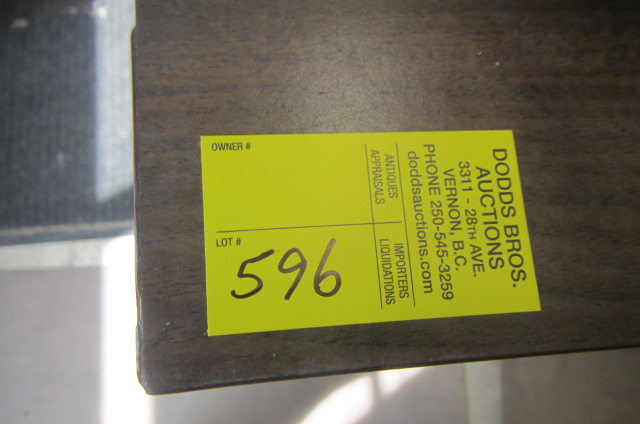 DODDS BROS.
AUCTIONS
3311 - 28TH AVE.
VERNON, B.C.
PHONE 250-545-3259
doddsauctions.com
ANTIQUES
APPRAISALS
IMPORTERS
LIQUIDATIONS
OWNER #
LOT #
596